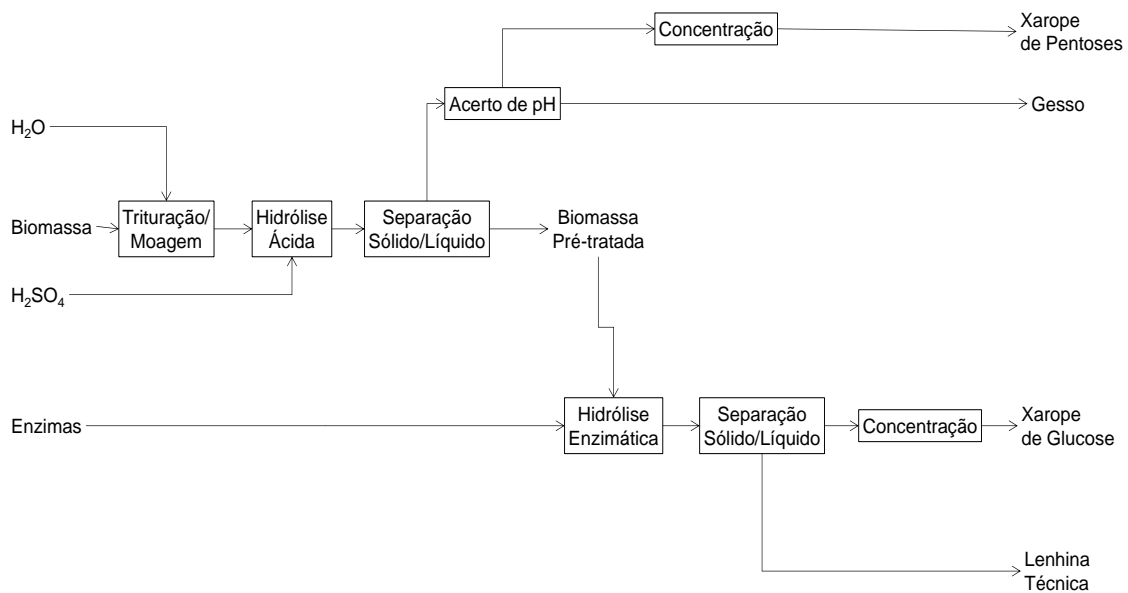 Concentração
Xarope
de Pentoses
Acerto de pH
Gesso
H₂O
Biomassa
Trituração/
Moagem
Hidrólise
Ácida
Separação
Sólido/Líquido
Biomassa
Pré-tratada
H₂SO₄
Enzimas
Hidrólise
Enzimática
Separação
Sólido/Líquido
Concentração
Xarope
de Glucose
Lenhina
Técnica